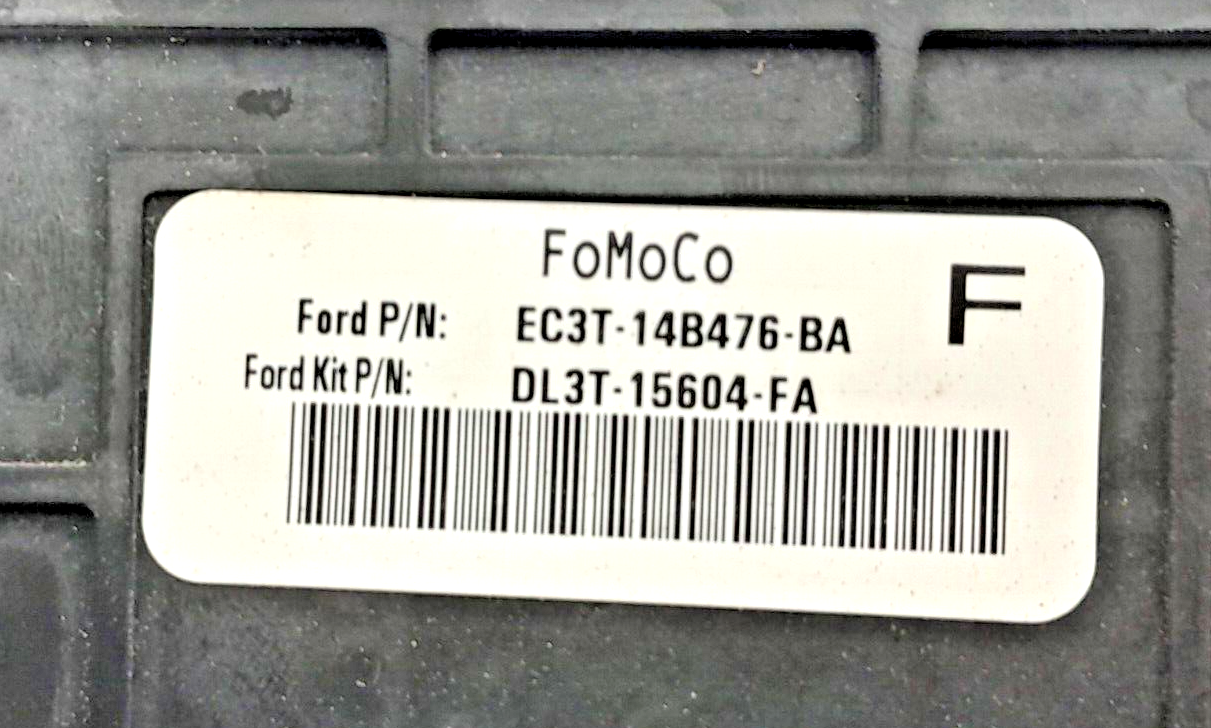 FoMoCo
F
Ford P/N: EC3T-14B476-BA
Ford Kit P/N: DL3T-15604-FA